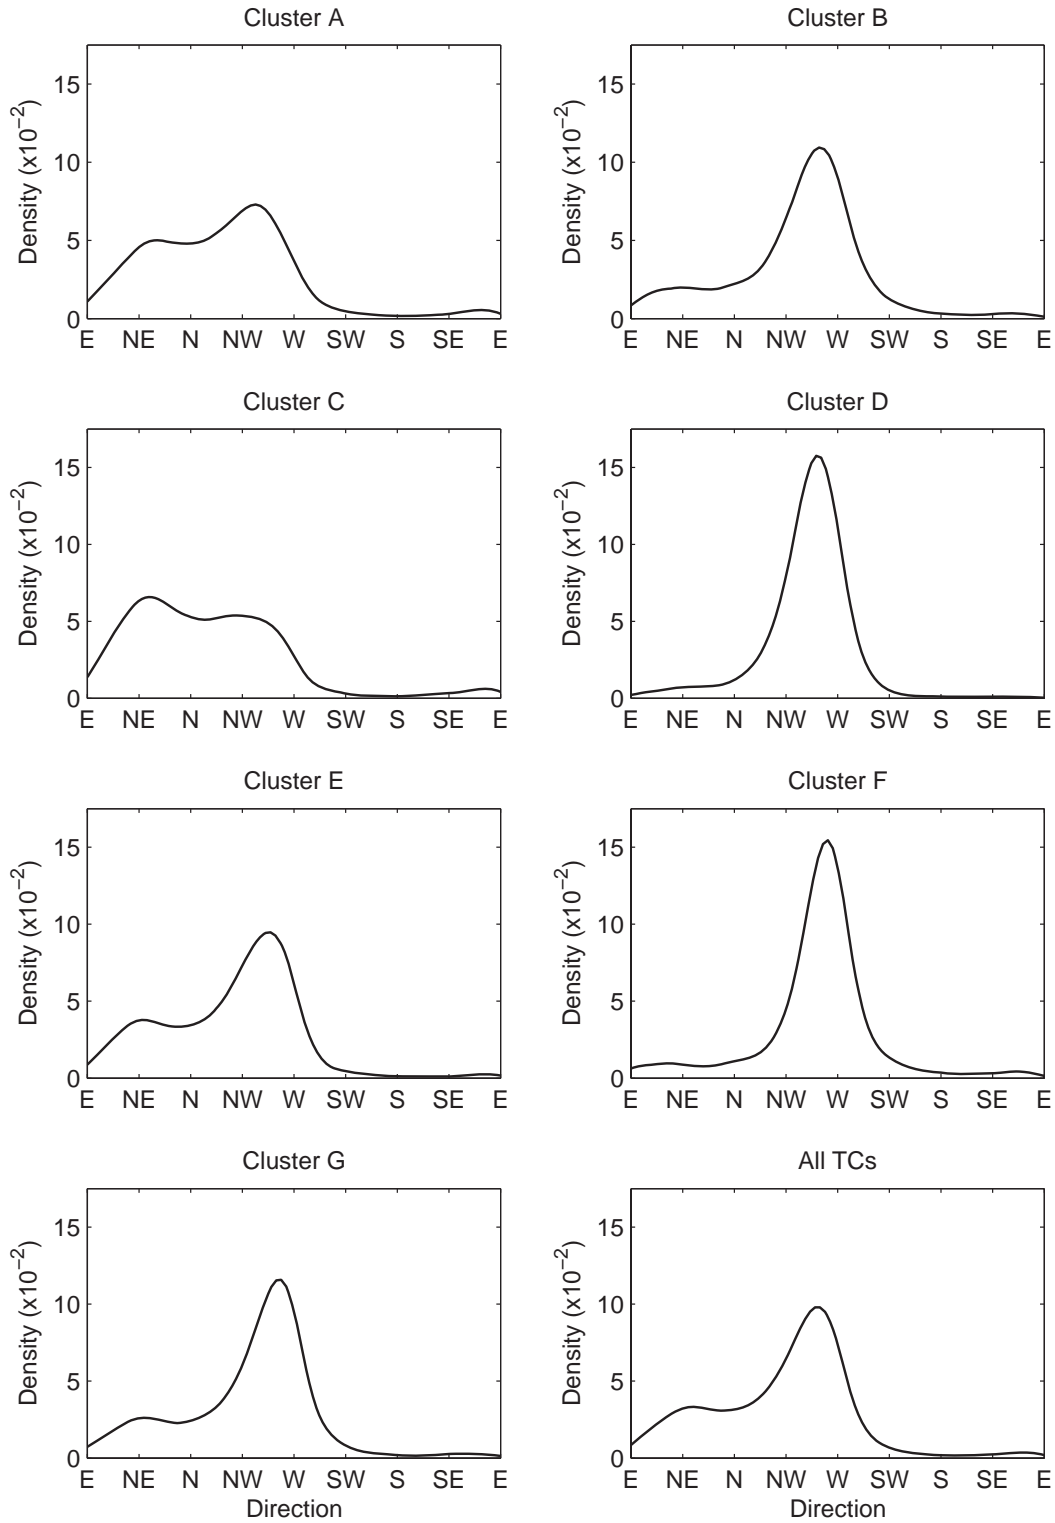 Cluster A
Density (x10−2)
15
10
5
0
E NE N NW W SW S SE E
Cluster B
Density (x10−2)
15
10
5
0
E NE N NW W SW S SE E
Cluster C
Density (x10−2)
15
10
5
0
E NE N NW W SW S SE E
Cluster D
Density (x10−2)
15
10
5
0
E NE N NW W SW S SE E
Cluster E
Density (x10−2)
15
10
5
0
E NE N NW W SW S SE E
Cluster F
Density (x10−2)
15
10
5
0
E NE N NW W SW S SE E
Cluster G
Density (x10−2)
15
10
5
0
E NE N NW W SW S SE E
Direction
All TCs
Density (x10−2)
15
10
5
0
E NE N NW W SW S SE E
Direction